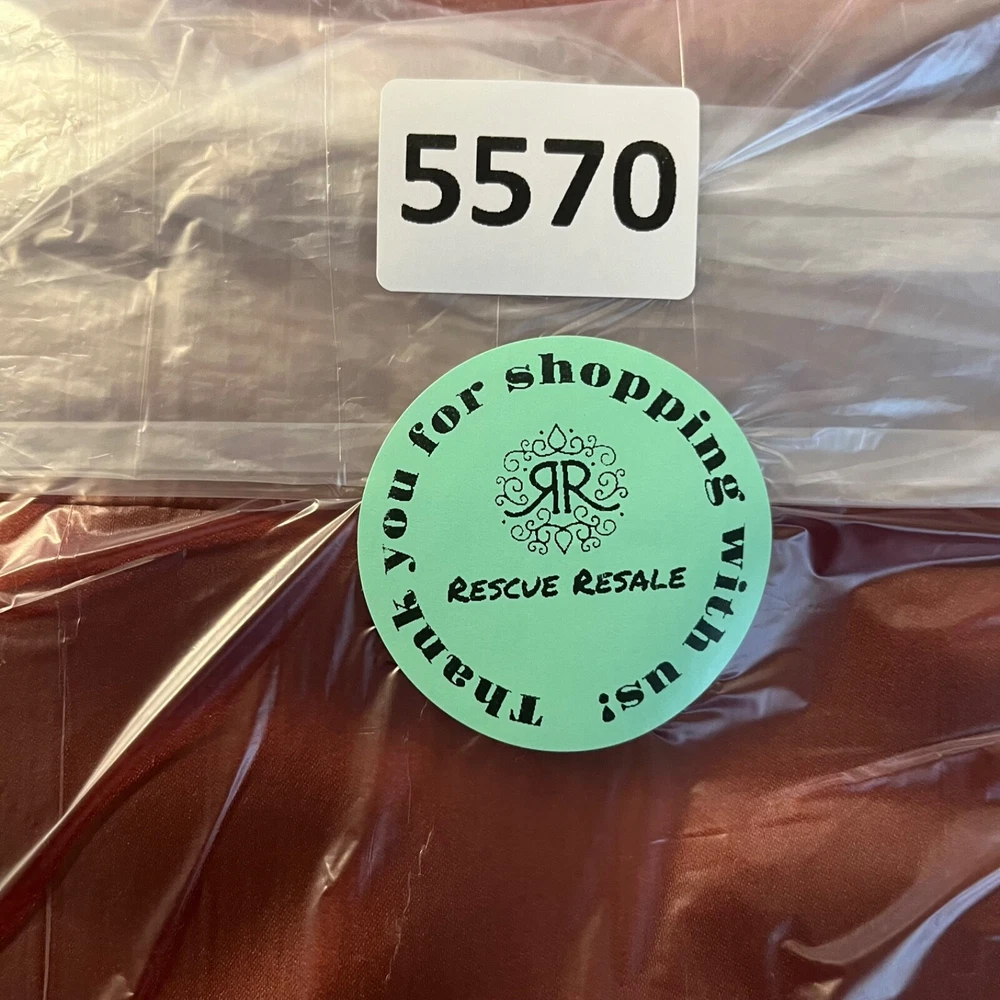 5570
Thank you for shopping with us!
RR
RESCUE RESALE